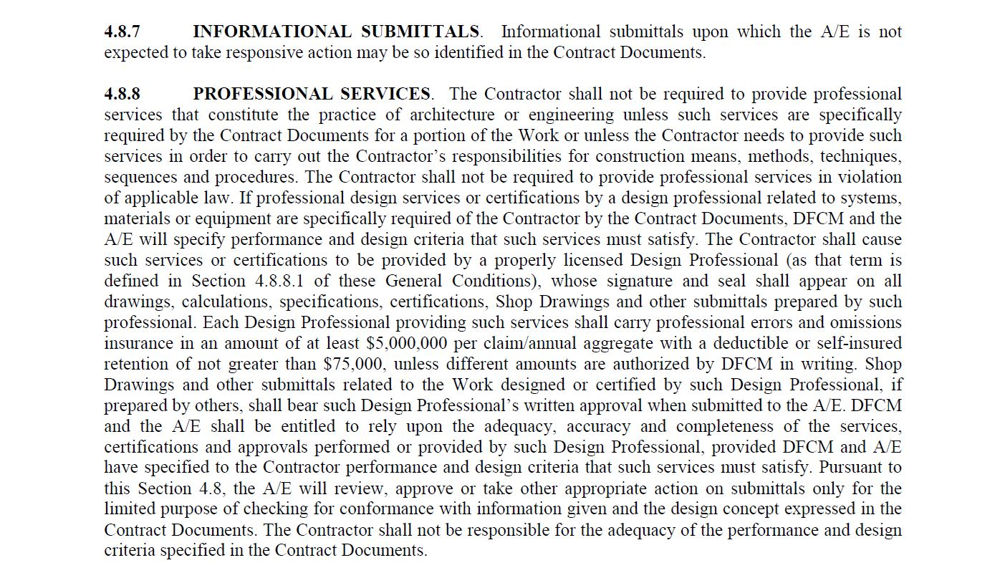 4.8.7 INFORMATIONAL SUBMITTALS. Informational submittals upon which the A/E is not
expected to take responsive action may be so identified in the Contract Documents.
4.8.8 PROFESSIONAL SERVICES. The Contractor shall not be required to provide professional
services that constitute the practice of architecture or engineering unless such services are specifically
required by the Contract Documents for a portion of the Work or unless the Contractor needs to provide such
services in order to carry out the Contractor’s responsibilities for construction means, methods, techniques,
sequences and procedures. The Contractor shall not be required to provide professional services in violation
of applicable law. If professional design services or certifications by a design professional related to systems,
materials or equipment are specifically required of the Contractor by the Contract Documents, DFCM and the
A/E will specify performance and design criteria that such services must satisfy. The Contractor shall cause
such services or certifications to be provided by a properly licensed Design Professional (as that term is
defined in Section 4.8.8.1 of these General Conditions), whose signature and seal shall appear on all
drawings, calculations, specifications, certifications, Shop Drawings and other submittals prepared by such
professional. Each Design Professional providing such services shall carry professional errors and omissions
insurance in an amount of at least $5,000,000 per claim/annual aggregate with a deductible or self-insured
retention of not greater than $75,000, unless different amounts are authorized by DFCM in writing. Shop
Drawings and other submittals related to the Work designed or certified by such Design Professional, if
prepared by others, shall bear such Design Professional’s written approval when submitted to the A/E. DFCM
and the A/E shall be entitled to rely upon the adequacy, accuracy and completeness of the services,
certifications and approvals performed or provided by such Design Professional, provided DFCM and A/E
have specified to the Contractor performance and design criteria that such services must satisfy. Pursuant to
this Section 4.8, the A/E will review, approve or take other appropriate action on submittals only for the
limited purpose of checking for conformance with information given and the design concept expressed in the
Contract Documents. The Contractor shall not be responsible for the adequacy of the performance and design
criteria specified in the Contract Documents.